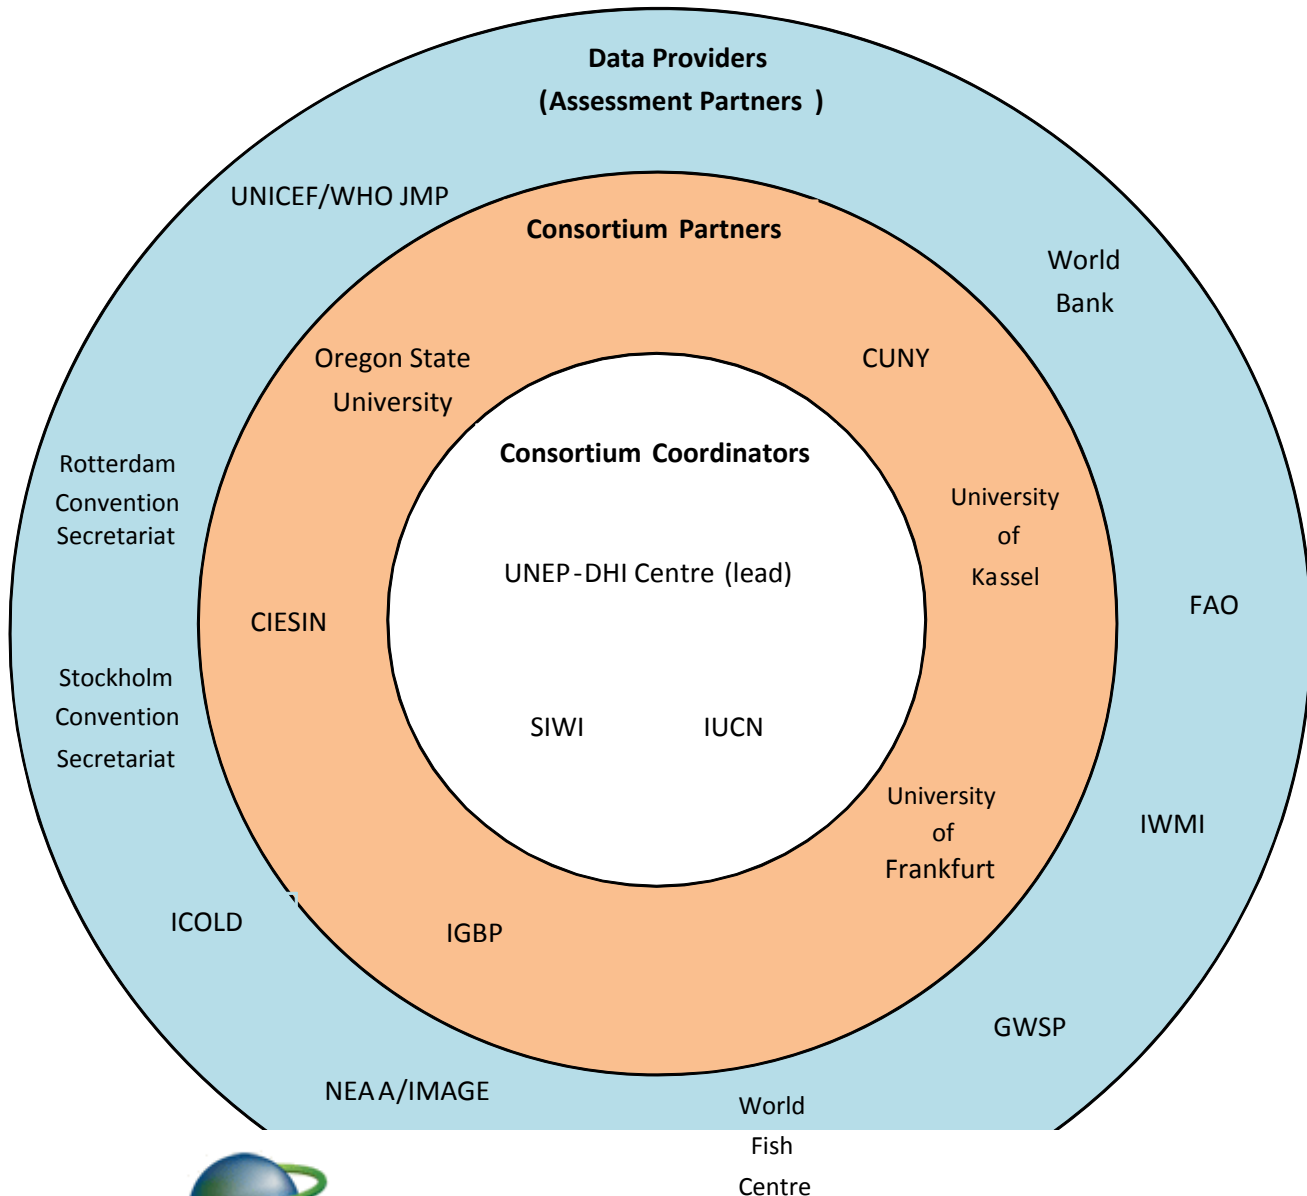 Data Providers
(Assessment Partners )
UNICEF/WHO JMP
Consortium Partners
World
Bank
Oregon State
University
CUNY
Consortium Coordinators
Rotterdam
Convention
Secretariat
University
of
Kassel
UNEP-DHI Centre (lead)
FAO
CIESIN
Stockholm
Convention
Secretariat
SIWI
IUCN
University
of
Frankfurt
IWMI
ICOLD
IGBP
GWSP
NEAA/IMAGE
World
Fish
Centre